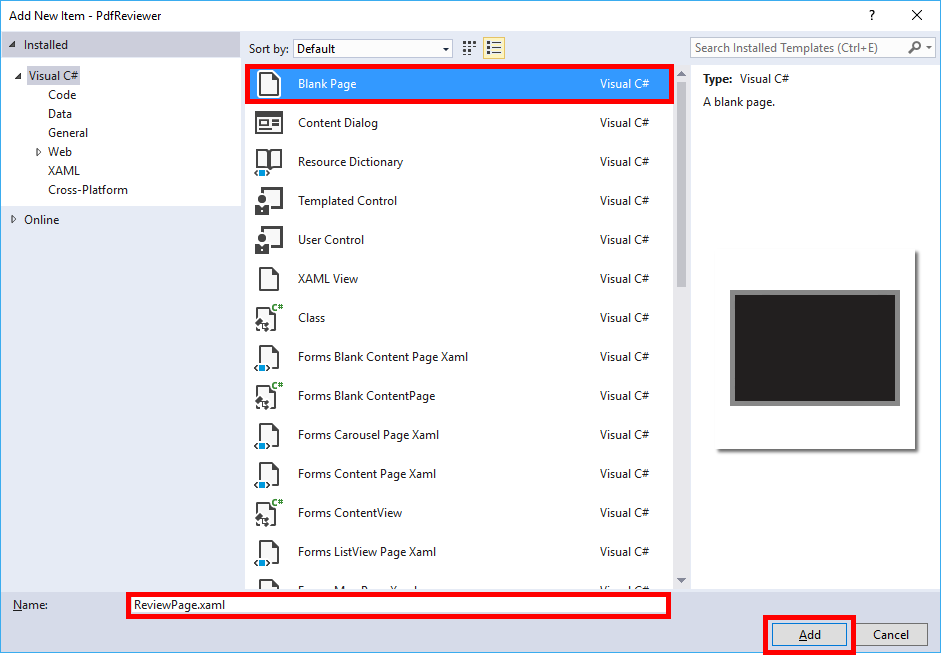 Add New Item - PdfReviewer
?
Installed
Sort by: Default
Search Installed Templates (Ctrl+E)
Visual C#
Code
Data
General
Web
XAML
Cross-Platform
Online
Blank Page Visual C#
Content Dialog Visual C#
Resource Dictionary Visual C#
Templated Control Visual C#
User Control Visual C#
XAML View Visual C#
C#
Class Visual C#
Forms Blank Content Page Xaml Visual C#
C#
Forms Blank ContentPage Visual C#
Forms Carousel Page Xaml Visual C#
Forms Content Page Xaml Visual C#
C#
Forms ContentView Visual C#
Forms ListView Page Xaml Visual C#
Type: Visual C#
A blank page.
Name: ReviewPage.xaml
Add Cancel